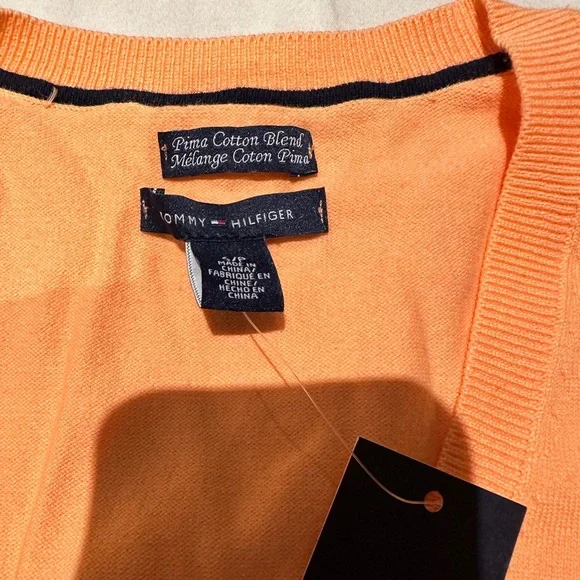 Pima Cotton Blend
Mélange Coton Pima
TOMMY HILFIGER
S/P
MADE IN
CHINA/
FABRIQUÉ EN
CHINE/
HECHO EN
CHINA